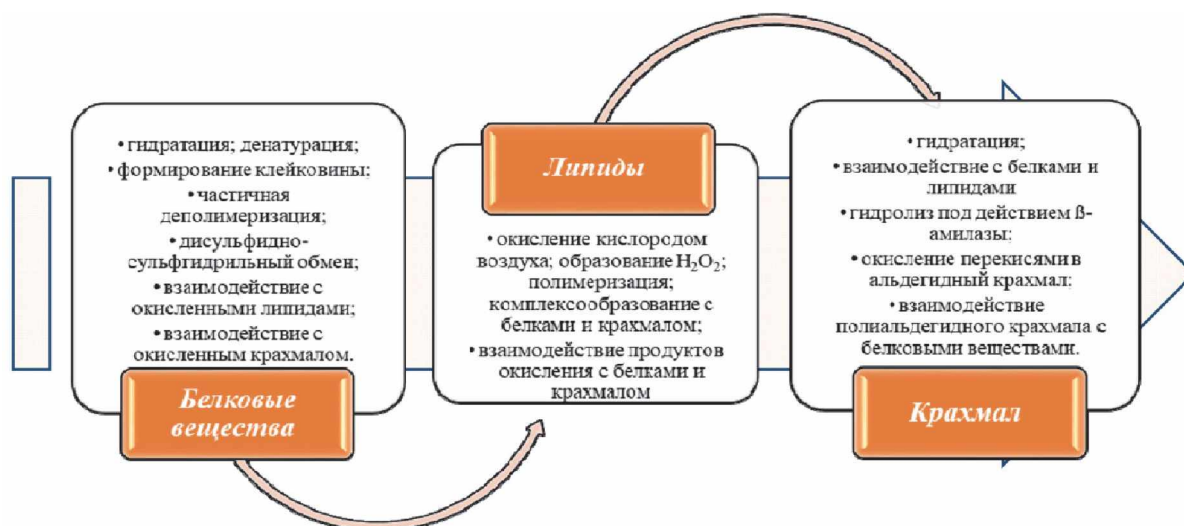 • гидратация; денатурация;
• формирование клейковины;
• частичная
деполимеризация;
• дисульфидно-
сульфгидрильный обмен;
• взаимодействие с
окисленными липидами;
• взаимодействие с
окисленным крахмалом.
Белковые
вещества
Липиды
• окисление кислородом
воздуха; образование H₂O₂;
полимеризация;
комплексообразование с
белками и крахмалом;
• взаимодействие продуктов
окисления с белками и
крахмалом
• гидратация;
• взаимодействие с белками и
липидами
• гидролиз под действием ß-
амилазы;
• окисление перекисями в
альдегидный крахмал;
• взаимодействие
полиальдегидного крахмала с
белковыми веществами.
Крахмал